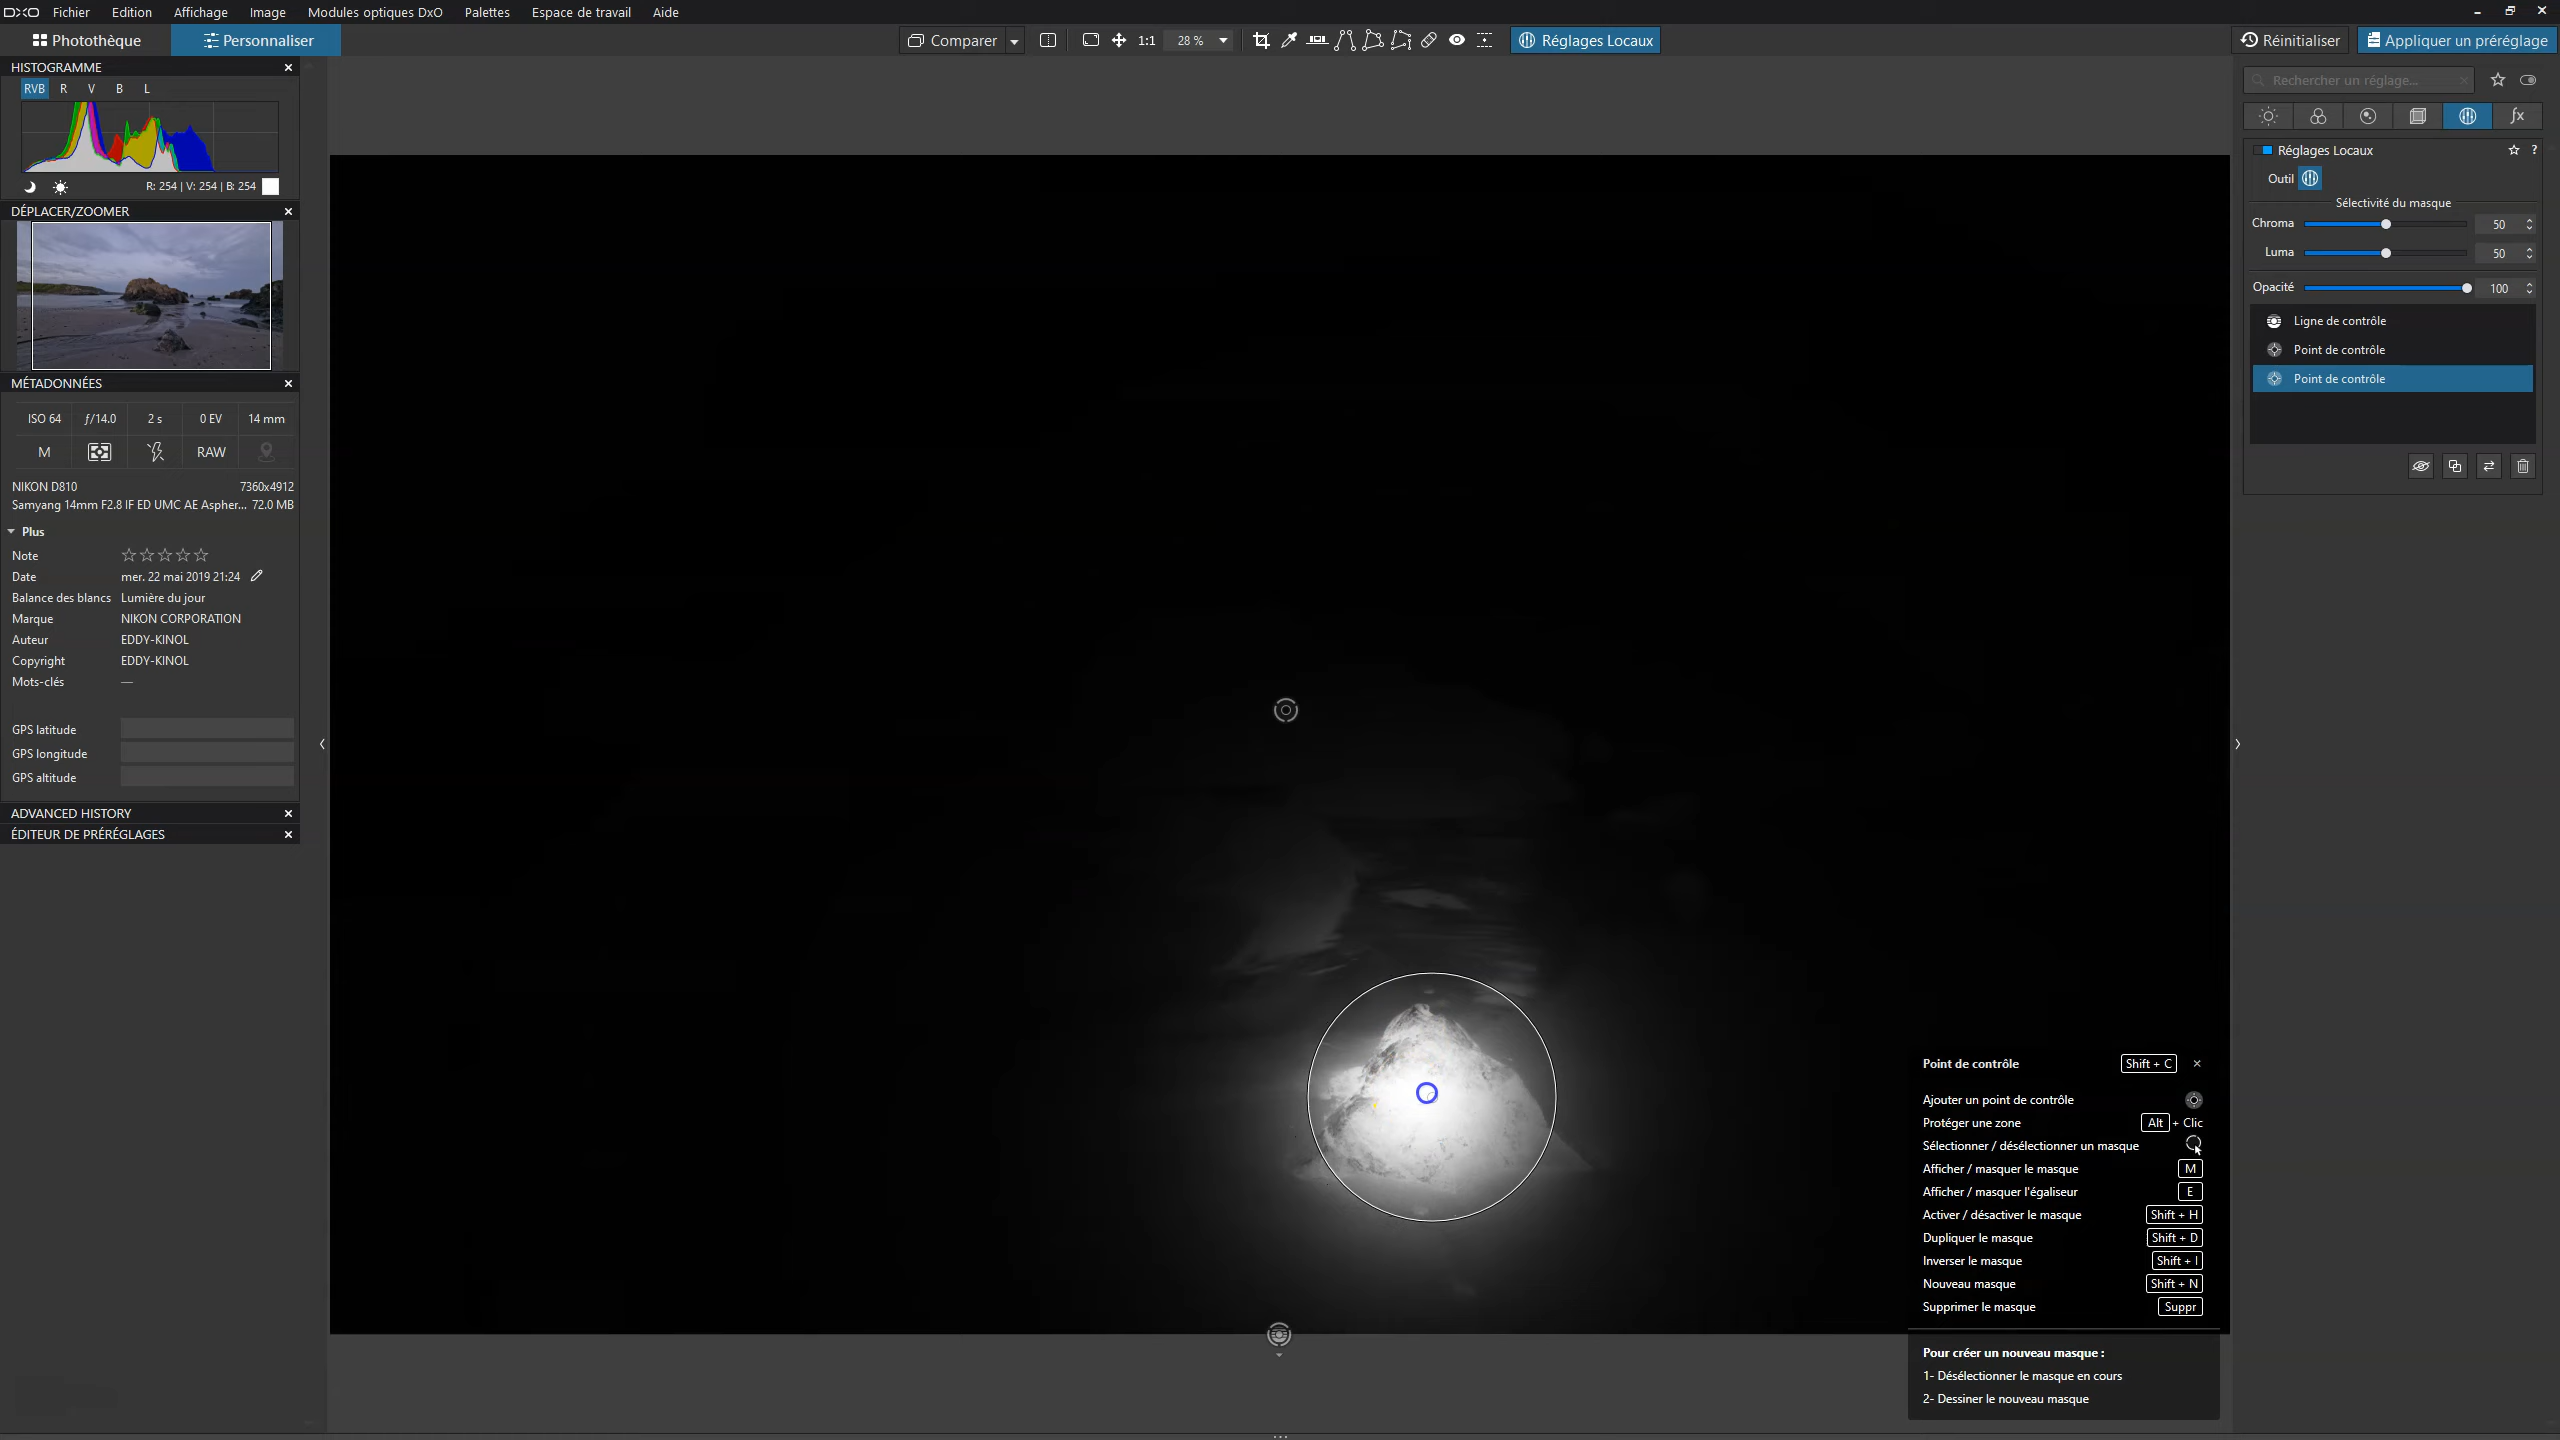 DXO Fichier Edition Affichage Image Modules optiques DxO Palettes Espace de travail Aide
Photothèque Personnaliser Comparer 1:1 28 % Réglages Locaux Réinitialiser Appliquer un préréglage
HISTOGRAMME
RVB R V B L
R: 254 | V: 254 | B: 254
DÉPLACER/ZOOMER
MÉTADONNÉES
ISO 64 ƒ/14.0 2 s 0 EV 14 mm
M RAW
NIKON D810 7360x4912
Samyang 14mm F2.8 IF ED UMC AE Aspher... 72.0 MB
Plus
Note
Date mer. 22 mai 2019 21:24
Balance des blancs Lumière du jour
Marque NIKON CORPORATION
Auteur EDDY-KINOL
Copyright EDDY-KINOL
Mots-clés —
GPS latitude
GPS longitude
GPS altitude
ADVANCED HISTORY
ÉDITEUR DE PRÉRÉGLAGES
Rechercher un réglage...
fx
Réglages Locaux ?
Outil
Sélectivité du masque
Chroma 50
Luma 50
Opacité 100
Ligne de contrôle
Point de contrôle
Point de contrôle
Point de contrôle Shift + C
Ajouter un point de contrôle
Protéger une zone Alt + Clic
Sélectionner / désélectionner un masque
Afficher / masquer le masque M
Afficher / masquer l'égaliseur E
Activer / désactiver le masque Shift + H
Dupliquer le masque Shift + D
Inverser le masque Shift + I
Nouveau masque Shift + N
Supprimer le masque Suppr
Pour créer un nouveau masque :
1- Désélectionner le masque en cours
2- Dessiner le nouveau masque